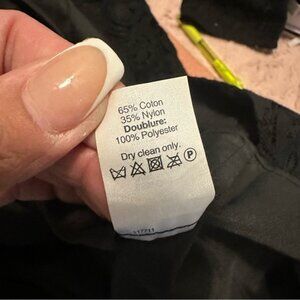 65% Coton
35% Nylon
Doublure:
100% Polyester
Dry clean only.
P